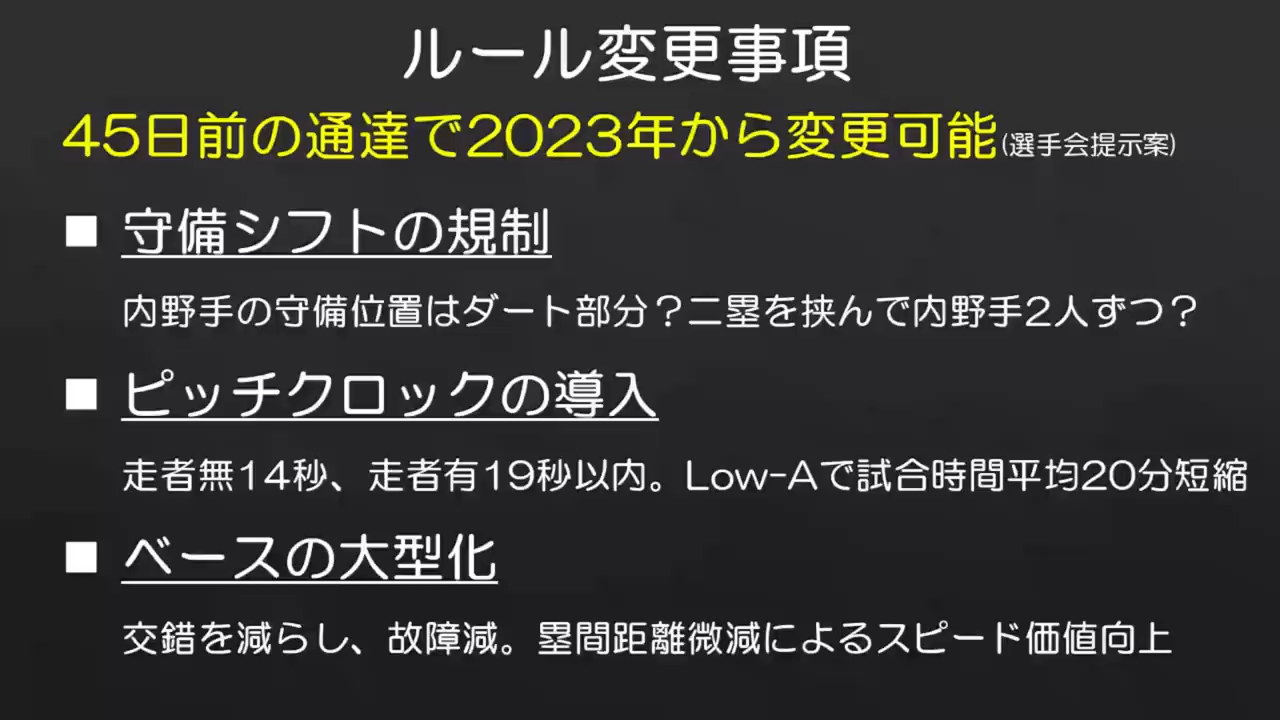 ルール変更事項
45日前の通達で2023年から変更可能(選手会提示案)
■ 守備シフトの規制
内野手の守備位置はダート部分？二塁を挟んで内野手2人ずつ？
■ ピッチクロックの導入
走者無14秒、走者有19秒以内。Low-Aで試合時間平均20分短縮
■ ベースの大型化
交錯を減らし、故障減。塁間距離微減によるスピード価値向上